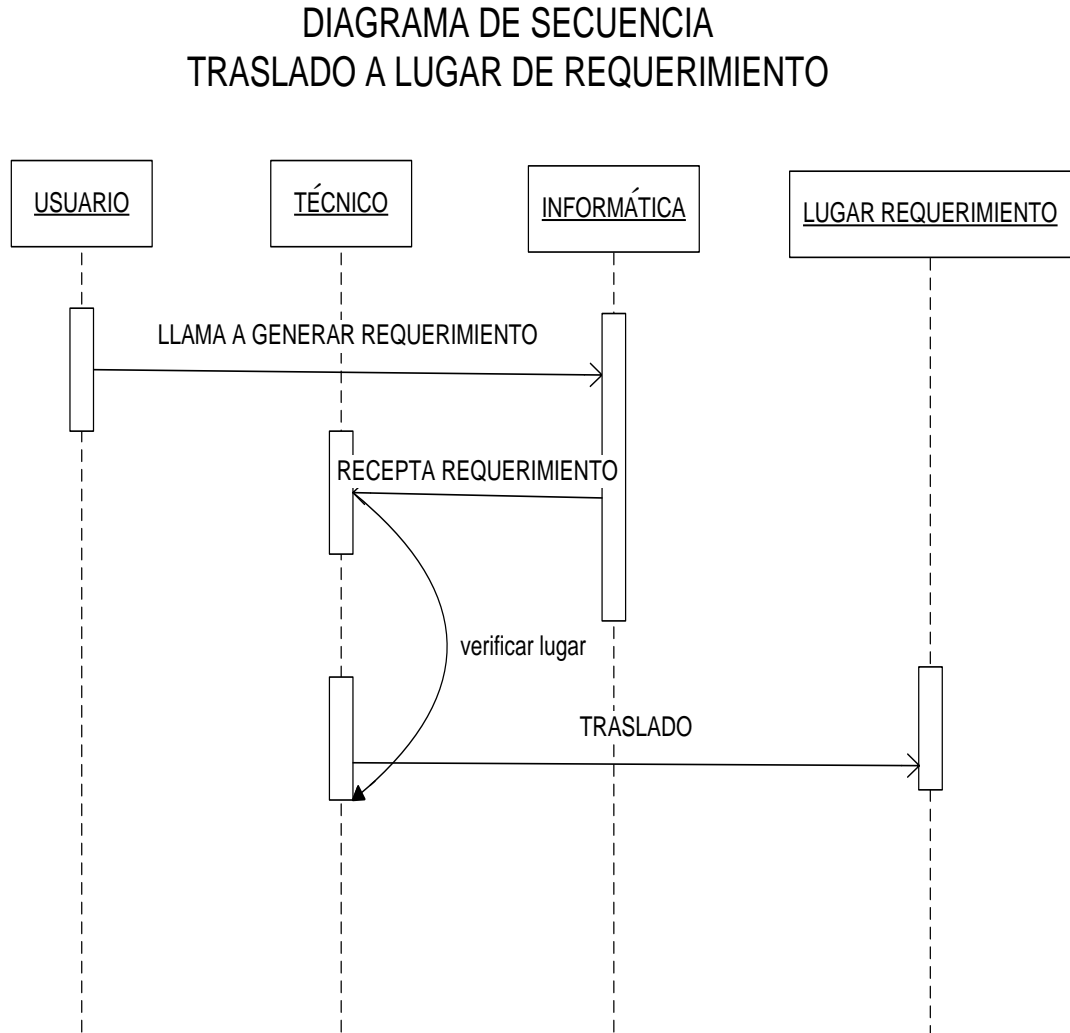 DIAGRAMA DE SECUENCIA
TRASLADO A LUGAR DE REQUERIMIENTO
USUARIO
TÉCNICO
INFORMÁTICA
LUGAR REQUERIMIENTO
LLAMA A GENERAR REQUERIMIENTO
RECEPTA REQUERIMIENTO
verificar lugar
TRASLADO